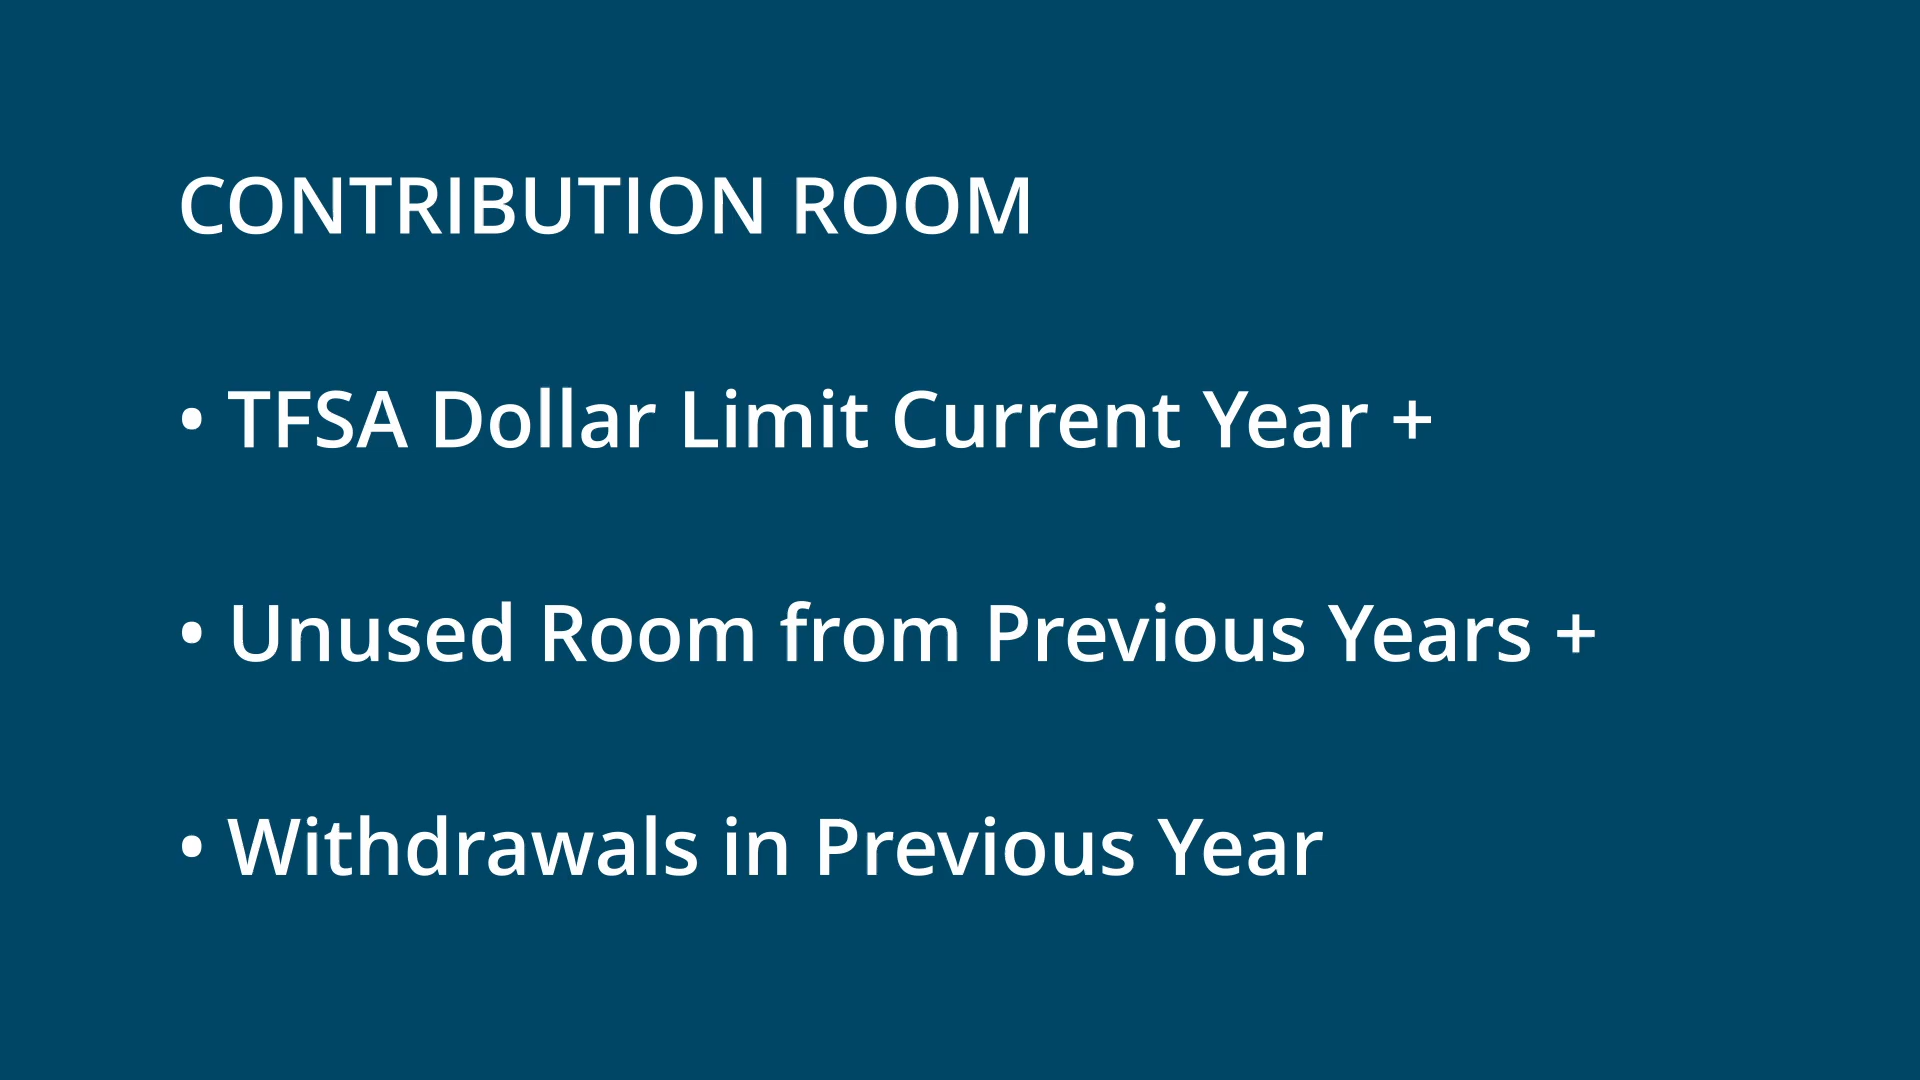 CONTRIBUTION ROOM
• TFSA Dollar Limit Current Year +
• Unused Room from Previous Years +
• Withdrawals in Previous Year